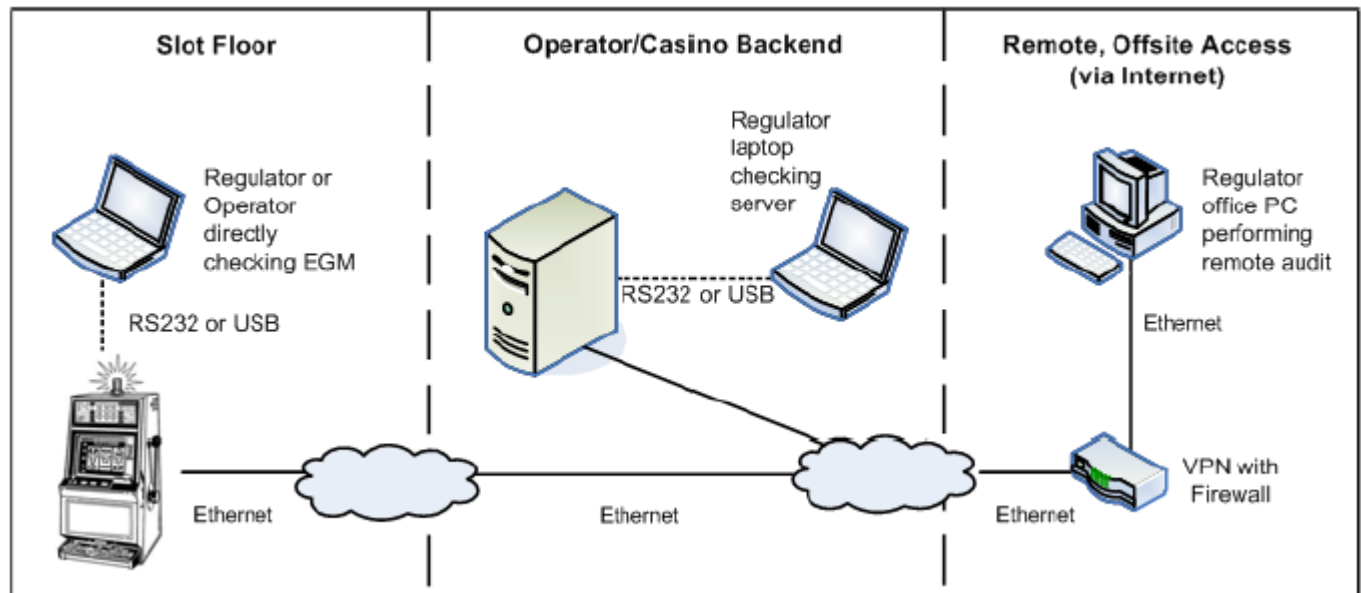 Slot Floor
Regulator or
Operator
directly
checking EGM
RS232 or USB
Ethernet
Operator/Casino Backend
Regulator
laptop
checking
server
RS232 or USB
Ethernet
Remote, Offsite Access
(via Internet)
Regulator
office PC
performing
remote audit
Ethernet
VPN with
Firewall
Ethernet